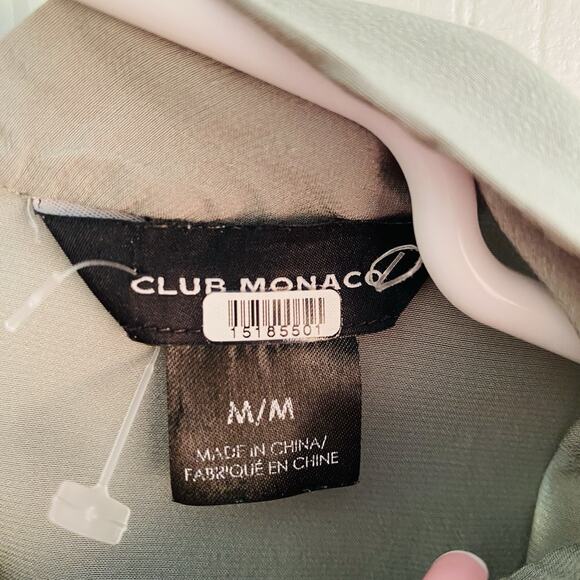 CLUB MONACO
15185501
M/M
MADE IN CHINA/
FABRIQUÉ EN CHINE